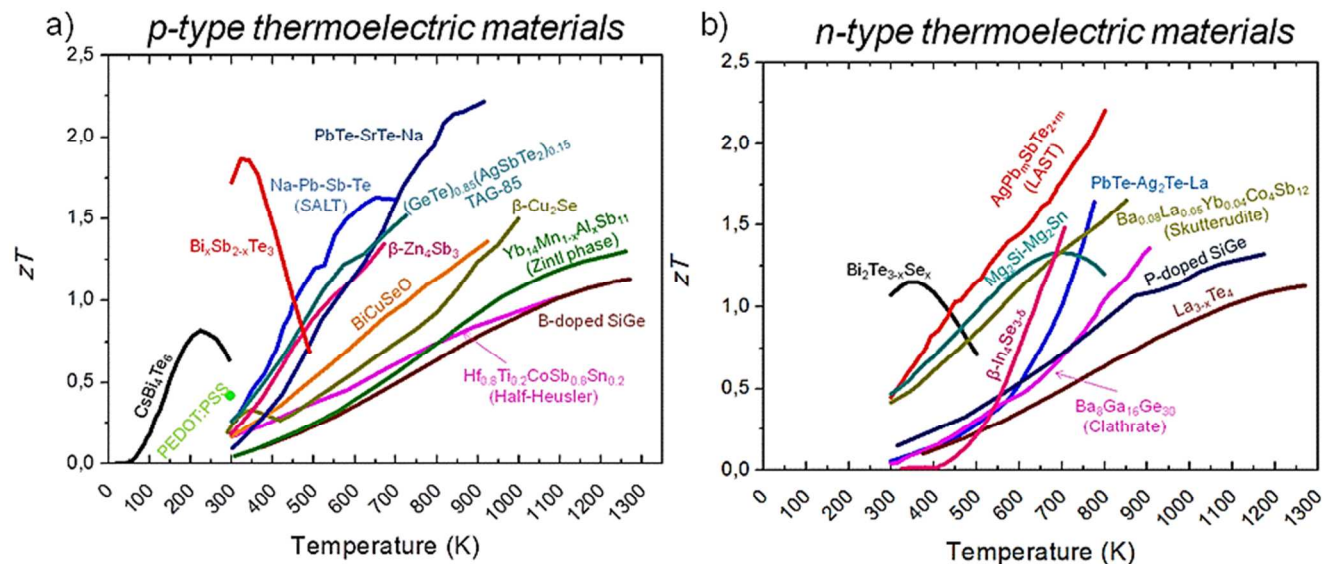 a) p-type thermoelectric materials
2,5
2,0
1,5
1,0
0,5
0,0
zT
PbTe-SrTe-Na
Na-Pb-Sb-Te
(SALT)
(GeTe)0.85(AgSbTe2)0.15
TAG-85
BixSb2-xTe3
β-Zn4Sb3
β-Cu2Se
Yb14Mn1-xAlxSb11
(Zintl phase)
BiCuSeO
B-doped SiGe
CsBi4Te6
PEDOT:PSS
Hf0.8Ti0.2CoSb0.8Sn0.2
(Half-Heusler)
0 100 200 300 400 500 600 700 800 900 1000 1100 1200 1300
Temperature (K)
b) n-type thermoelectric materials
2,5
2,0
1,5
1,0
0,5
0,0
zT
AgPbmSbTe2+m
(LAST)
PbTe-Ag2Te-La
Ba0.08La0.05Yb0.04Co4Sb12
(Skutterudite)
Mg2Si-Mg2Sn
Bi2Te3-xSex
P-doped SiGe
La3-xTe4
β-In4Se3-δ
Ba8Ga16Ge30
(Clathrate)
0 100 200 300 400 500 600 700 800 900 1000 1100 1200 1300
Temperature (K)